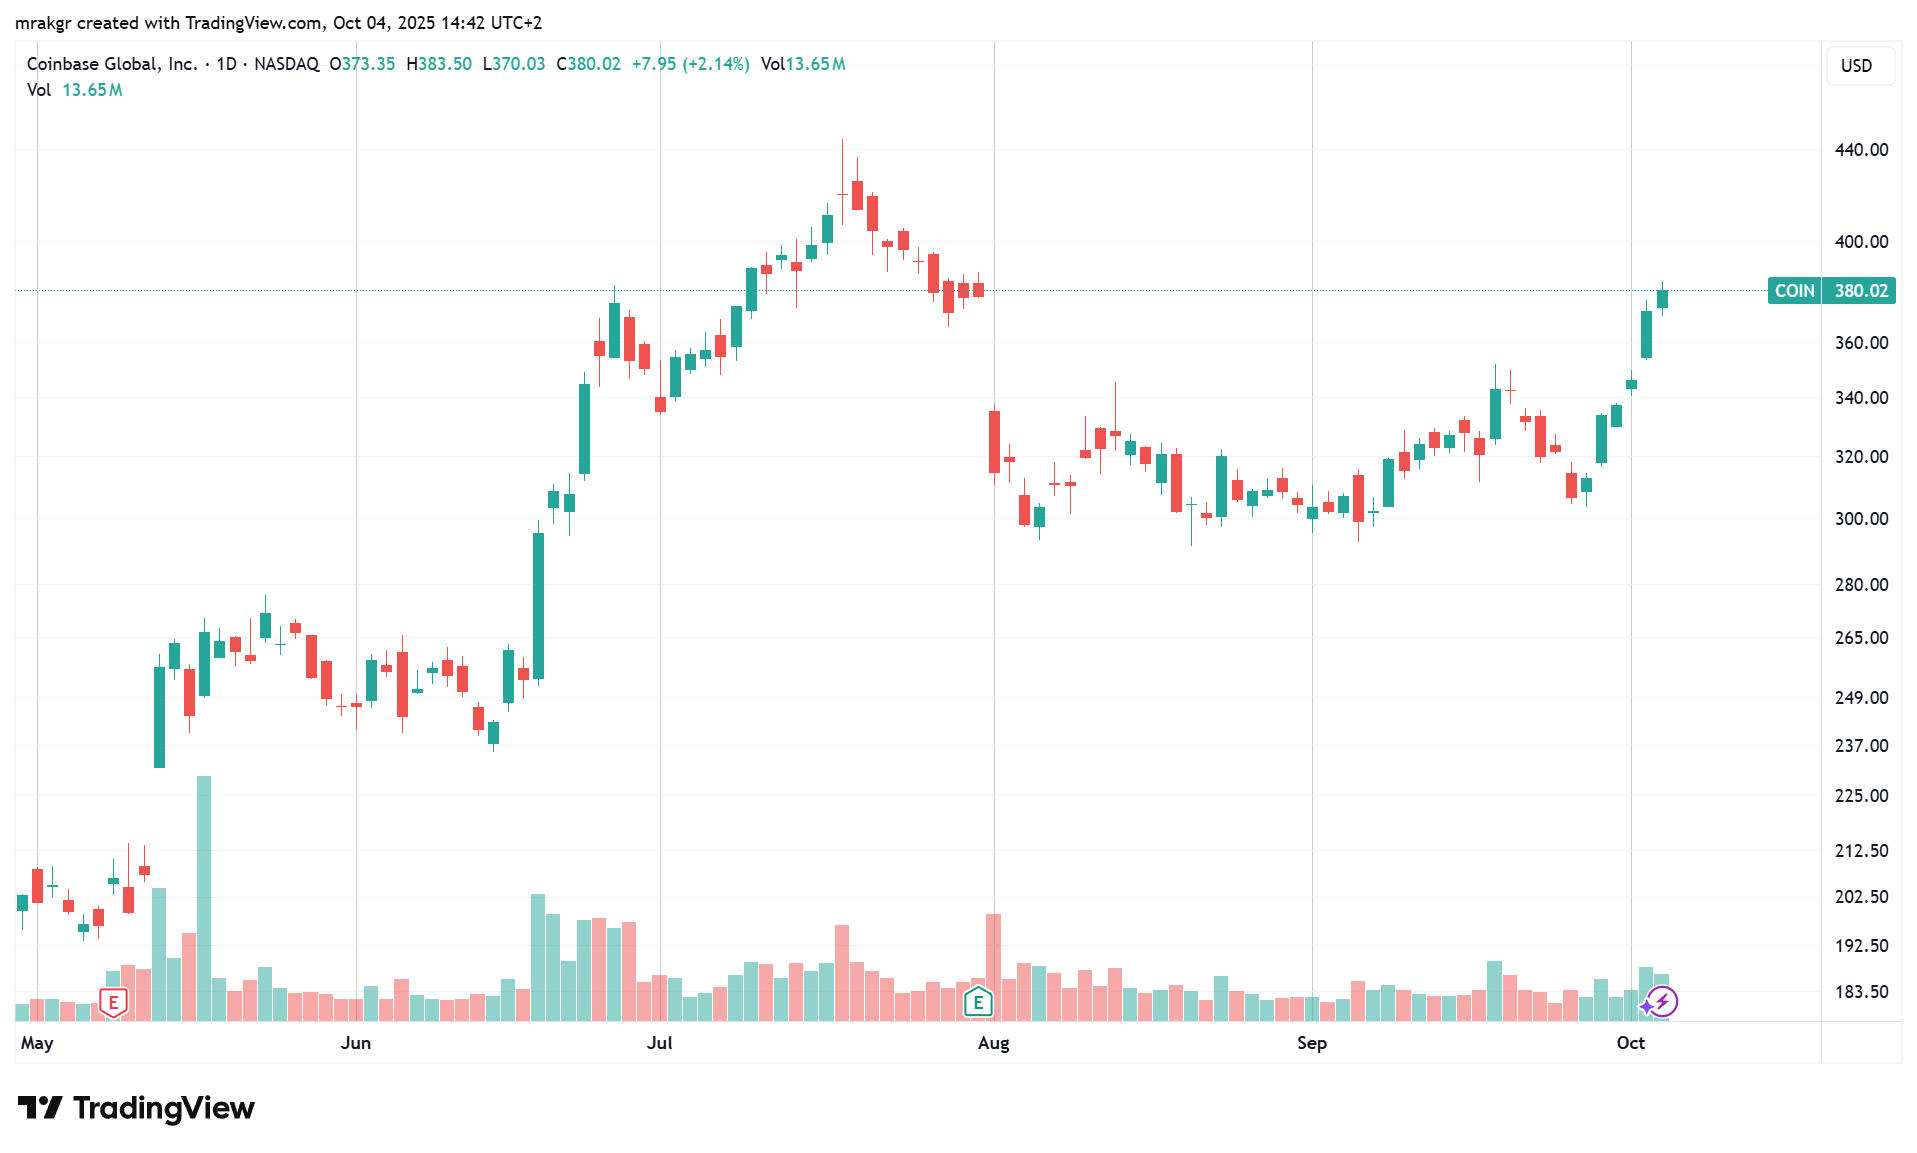 mrakgr created with TradingView.com, Oct 04, 2025 14:42 UTC+2
Coinbase Global, Inc. · 1D · NASDAQ O373.35 H383.50 L370.03 C380.02 +7.95 (+2.14%) Vol13.65M
Vol 13.65M
USD
440.00
400.00
COIN 380.02
360.00
340.00
320.00
300.00
280.00
265.00
249.00
237.00
225.00
212.50
202.50
192.50
183.50
E
E
May Jun Jul Aug Sep Oct
TradingView